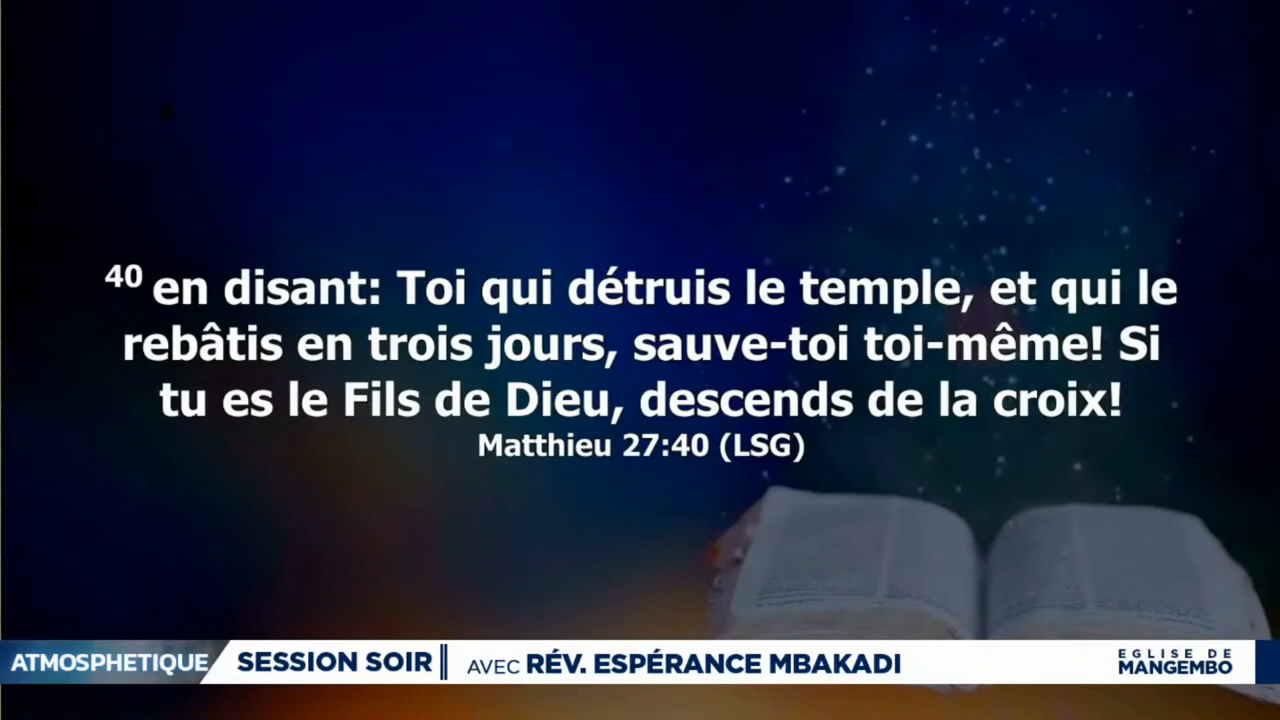 40 en disant: Toi qui détruis le temple, et qui le
rebâtis en trois jours, sauve-toi toi-même! Si
tu es le Fils de Dieu, descends de la croix!
Matthieu 27:40 (LSG)
ATMOSPHETIQUE
SESSION SOIR
AVEC RÉV. ESPÉRANCE MBAKADI
EGLISE DE
MANGEMBO